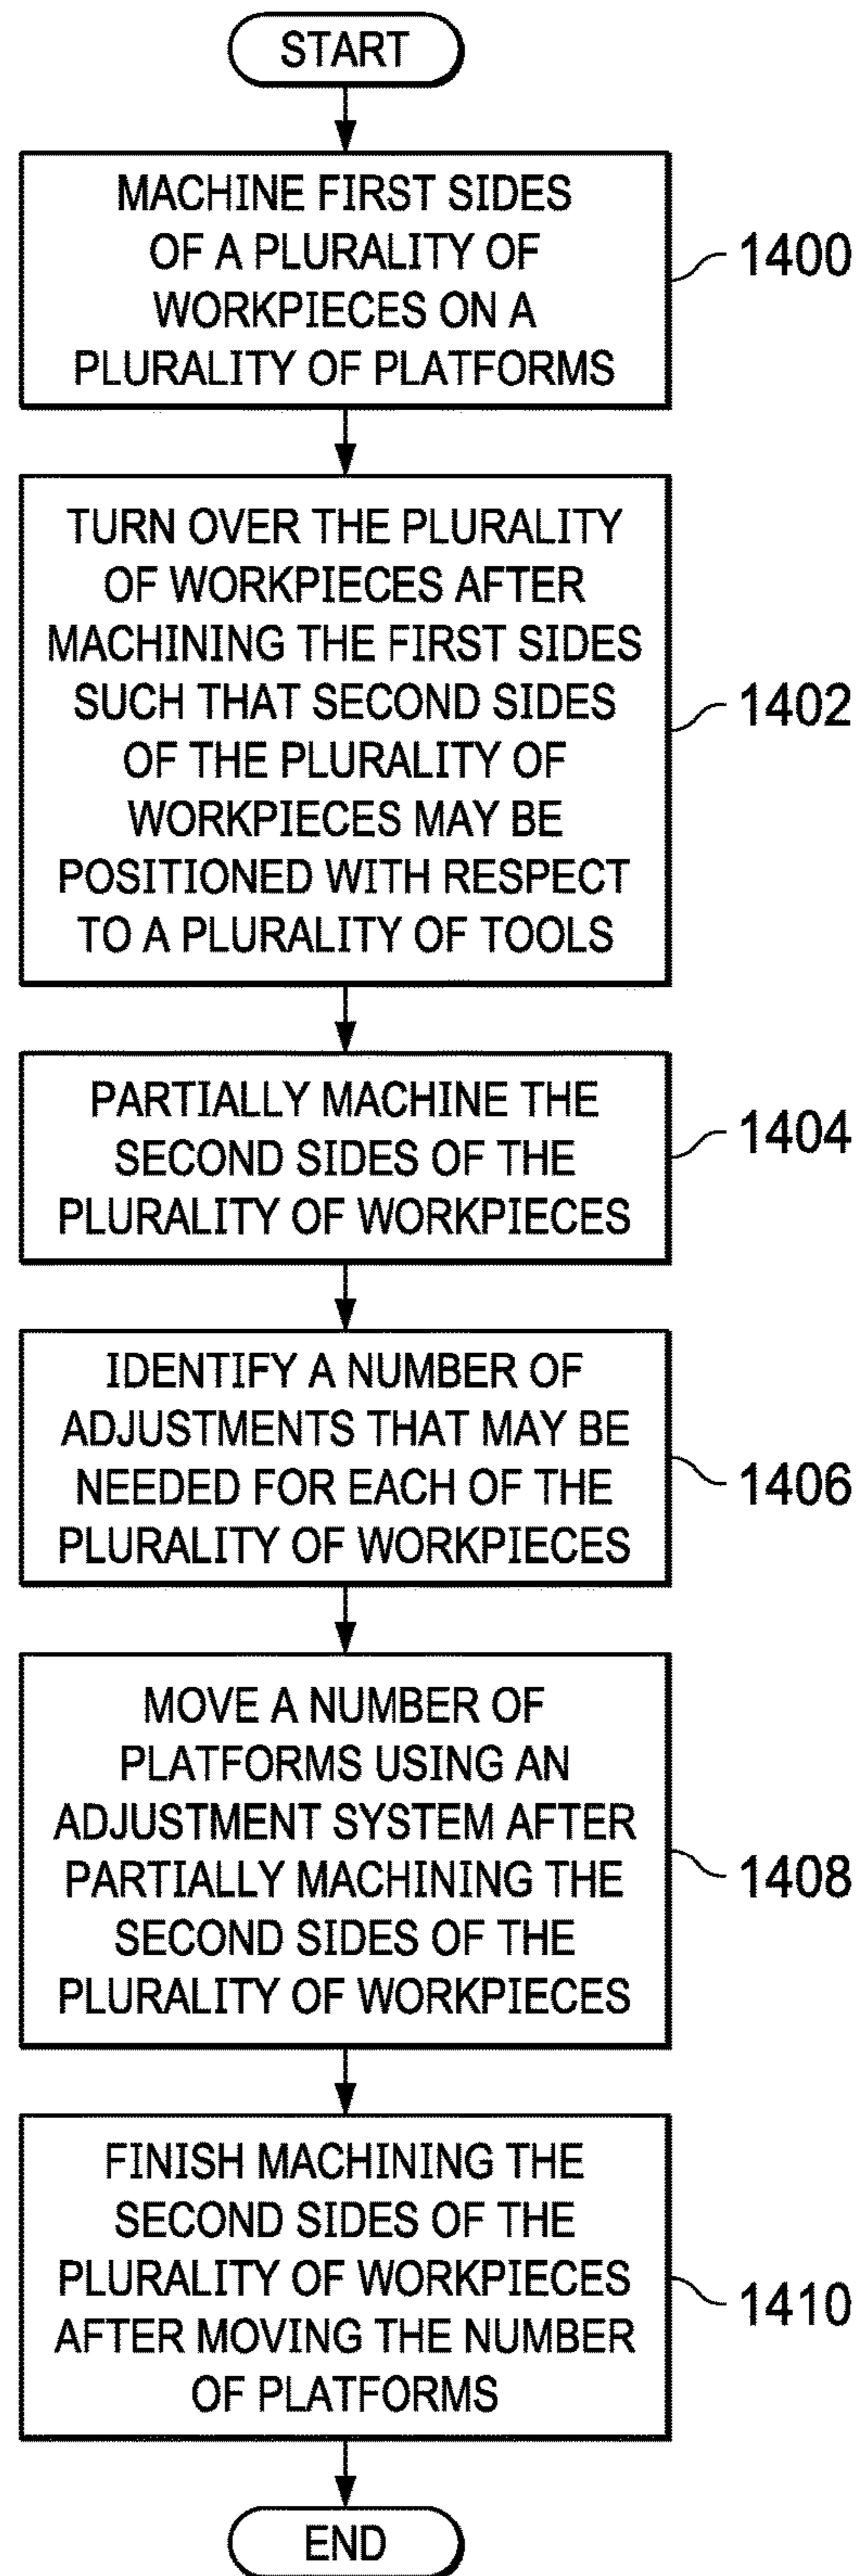 START
MACHINE FIRST SIDES
OF A PLURALITY OF
WORKPIECES ON A
PLURALITY OF PLATFORMS
1400
TURN OVER THE PLURALITY
OF WORKPIECES AFTER
MACHINING THE FIRST SIDES
SUCH THAT SECOND SIDES
OF THE PLURALITY OF
WORKPIECES MAY BE
POSITIONED WITH RESPECT
TO A PLURALITY OF TOOLS
1402
PARTIALLY MACHINE THE
SECOND SIDES OF THE
PLURALITY OF WORKPIECES
1404
IDENTIFY A NUMBER OF
ADJUSTMENTS THAT MAY BE
NEEDED FOR EACH OF THE
PLURALITY OF WORKPIECES
1406
MOVE A NUMBER OF
PLATFORMS USING AN
ADJUSTMENT SYSTEM AFTER
PARTIALLY MACHINING THE
SECOND SIDES OF THE
PLURALITY OF WORKPIECES
1408
FINISH MACHINING THE
SECOND SIDES OF THE
PLURALITY OF WORKPIECES
AFTER MOVING THE NUMBER
OF PLATFORMS
1410
END